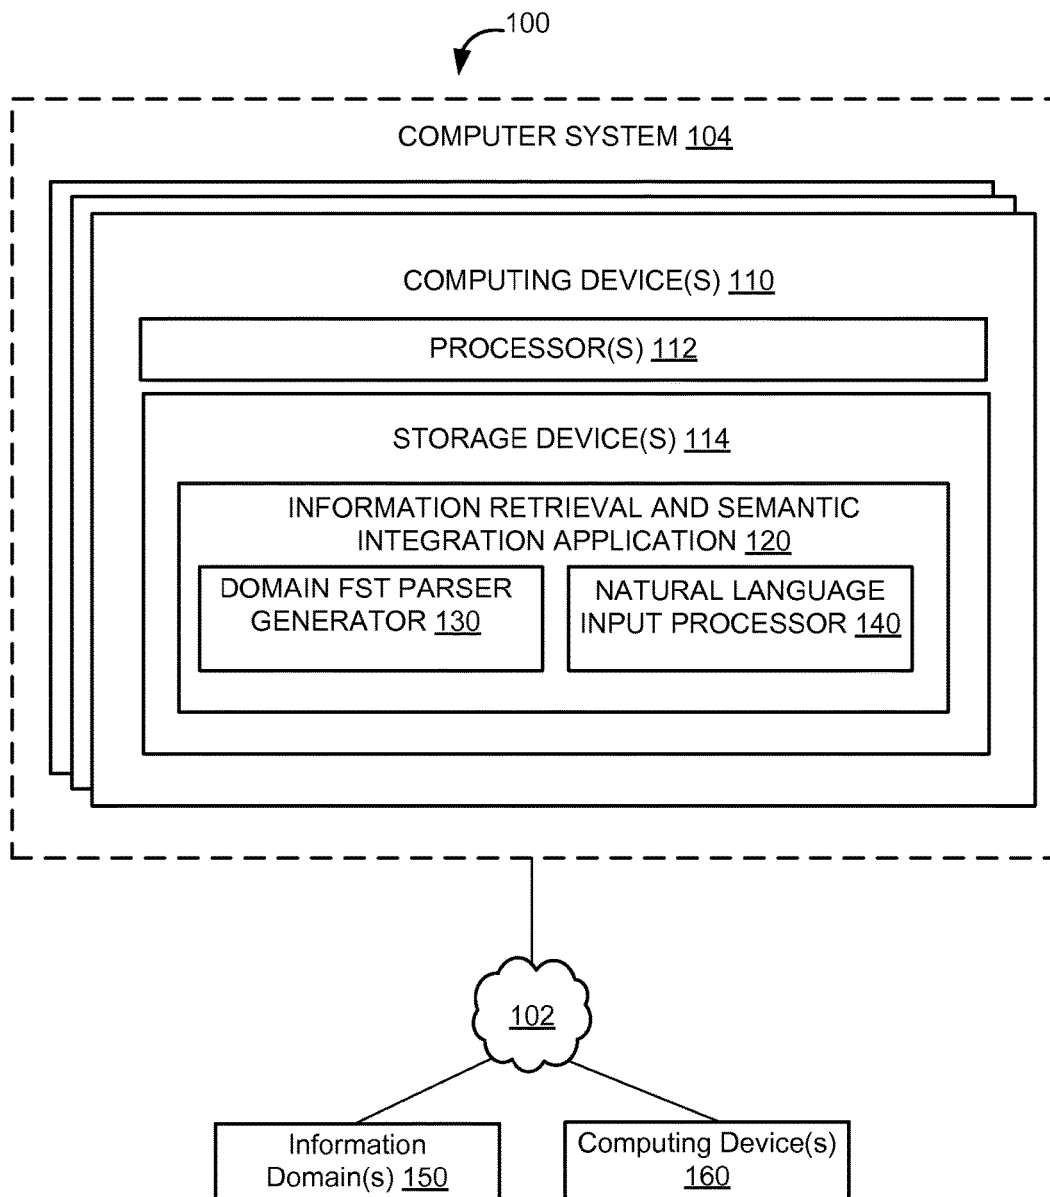 100
COMPUTER SYSTEM 104
COMPUTING DEVICE(S) 110
PROCESSOR(S) 112
STORAGE DEVICE(S) 114
INFORMATION RETRIEVAL AND SEMANTIC
INTEGRATION APPLICATION 120
DOMAIN FST PARSER
GENERATOR 130
NATURAL LANGUAGE
INPUT PROCESSOR 140
102
Information
Domain(s) 150
Computing Device(s)
160